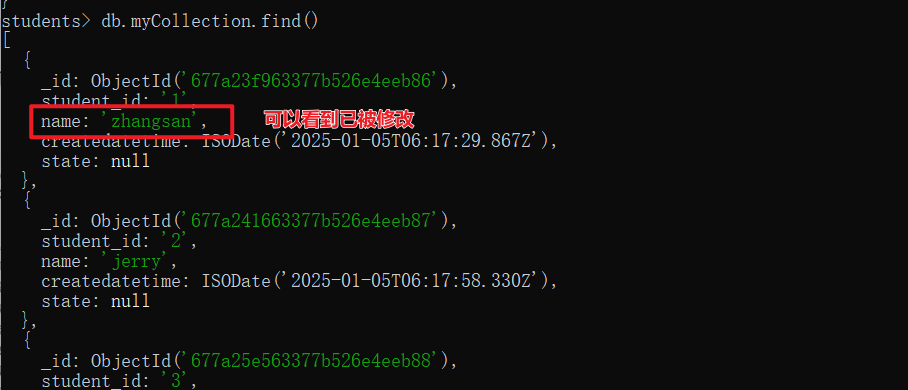 }
students> db.myCollection.find()
[
  {
    _id: ObjectId('677a23f963377b526e4eeb86'),
    student_id: '1',
    name: 'zhangsan', 可以看到已被修改
    createdatetime: ISODate('2025-01-05T06:17:29.867Z'),
    state: null
  },
  {
    _id: ObjectId('677a241663377b526e4eeb87'),
    student_id: '2',
    name: 'jerry',
    createdatetime: ISODate('2025-01-05T06:17:58.330Z'),
    state: null
  },
  {
    _id: ObjectId('677a25e563377b526e4eeb88'),
    student_id: '3',